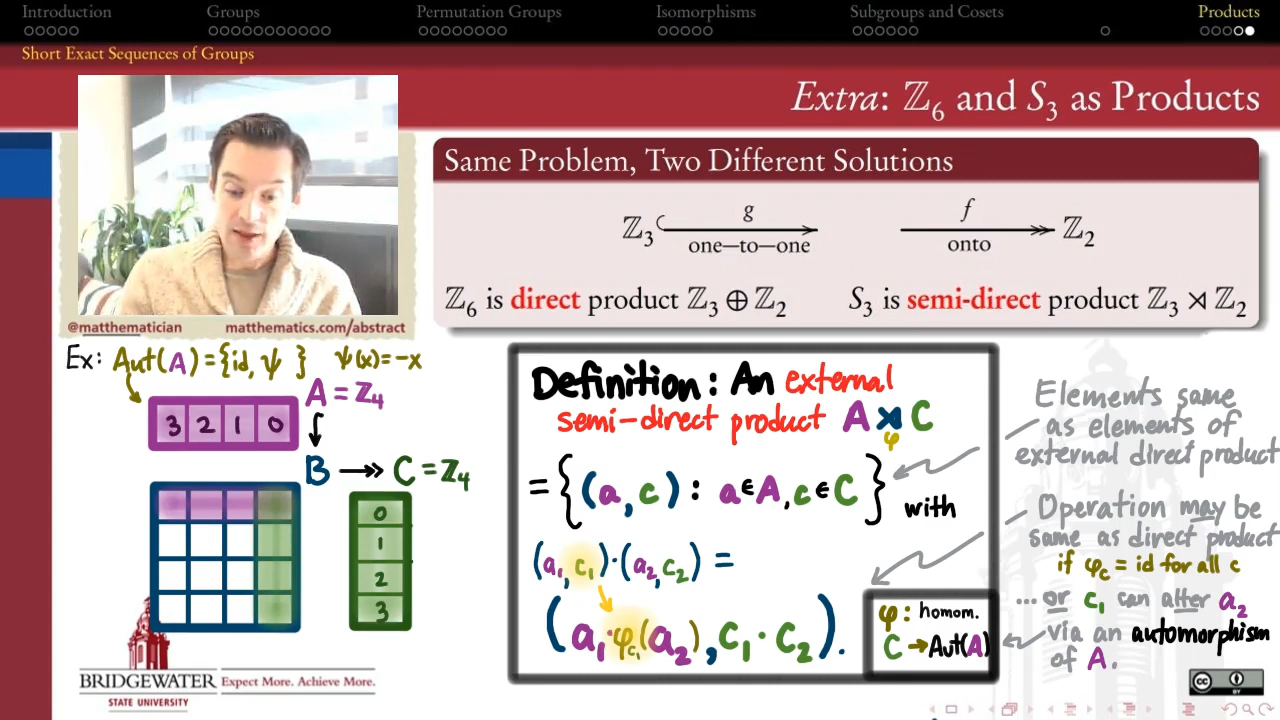 Introduction Groups Permutation Groups Isomorphisms Subgroups and Cosets Products
Short Exact Sequences of Groups
Extra: ℤ₆ and S₃ as Products
Same Problem, Two Different Solutions
ℤ₃ g one—to—one f onto ℤ₂
ℤ₆ is direct product ℤ₃ ⊕ ℤ₂
S₃ is semi-direct product ℤ₃ ⋊ ℤ₂
@matthematician matthematics.com/abstract
Ex: Aut(A) = {id, ψ } ψ(x) = -x
A = ℤ₄
3 2 1 0
B ↠ C = ℤ₄
0
1
2
3
Definition: An external
semi-direct product A ⋊φ C
= { (a, c) : a ∈ A, c ∈ C }
with
(a₁, c₁) · (a₂, c₂) =
(a₁ · φ_c₁(a₂), c₁ · c₂).
φ : homom.
C → Aut(A)
Elements same
as elements of
external direct product
Operation may be
same as direct product
if φ_c = id for all c
... or c₁ can alter a₂
via an automorphism
of A.
BRIDGEWATER Expect More. Achieve More.
STATE UNIVERSITY
CC BY